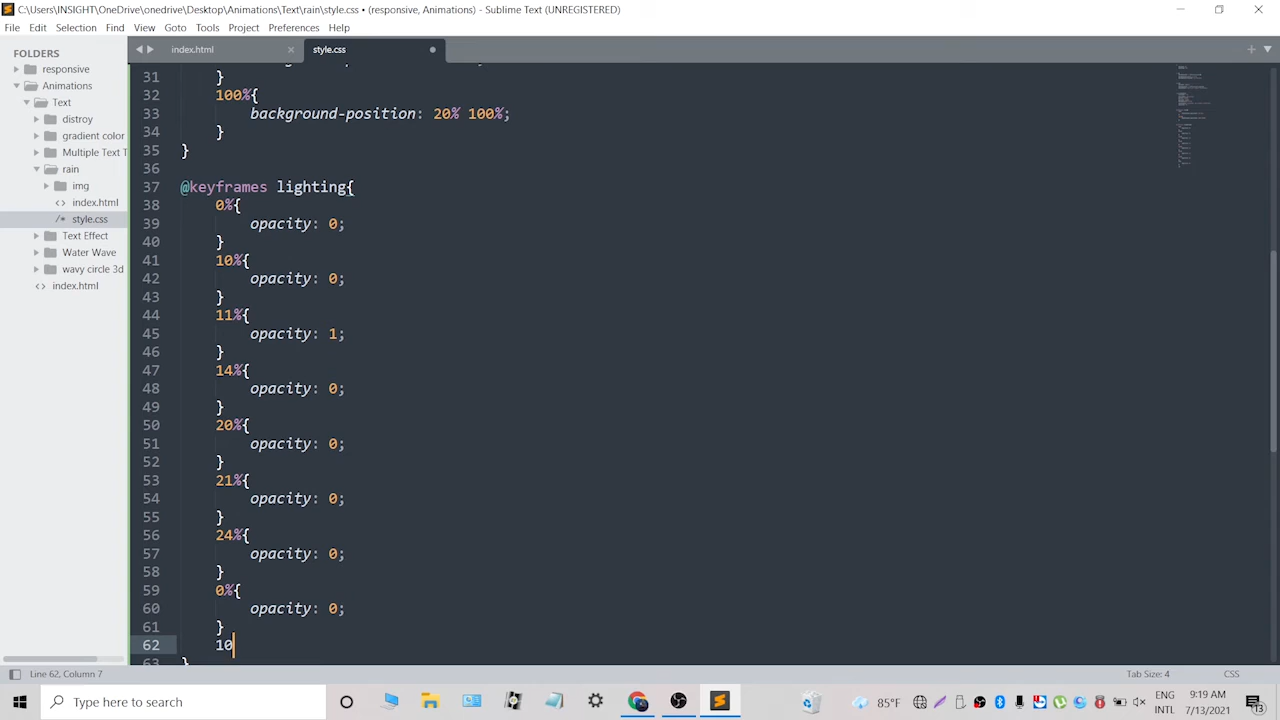 C:\Users\INSIGHT\OneDrive\onedrive\Desktop\Animations\Text\rain\style.css • (responsive, Animations) - Sublime Text (UNREGISTERED)
File Edit Selection Find View Goto Tools Project Preferences Help
FOLDERS
responsive
Animations
Text
distroy
gradient color
Multiple Text T
rain
img
index.html
style.css
Text Effect
Water Wave
wavy circle 3d
index.html
index.html style.css
31 }
32 100%{
33 background-position: 20% 100%;
34 }
35 }
36
37 @keyframes lighting{
38 0%{
39 opacity: 0;
40 }
41 10%{
42 opacity: 0;
43 }
44 11%{
45 opacity: 1;
46 }
47 14%{
48 opacity: 0;
49 }
50 20%{
51 opacity: 0;
52 }
53 21%{
54 opacity: 0;
55 }
56 24%{
57 opacity: 0;
58 }
59 0%{
60 opacity: 0;
61 }
62 10
63 }
Line 62, Column 7 Tab Size: 4 CSS
Type here to search
85°F
ENG
INTL
9:19 AM
7/13/2021
13